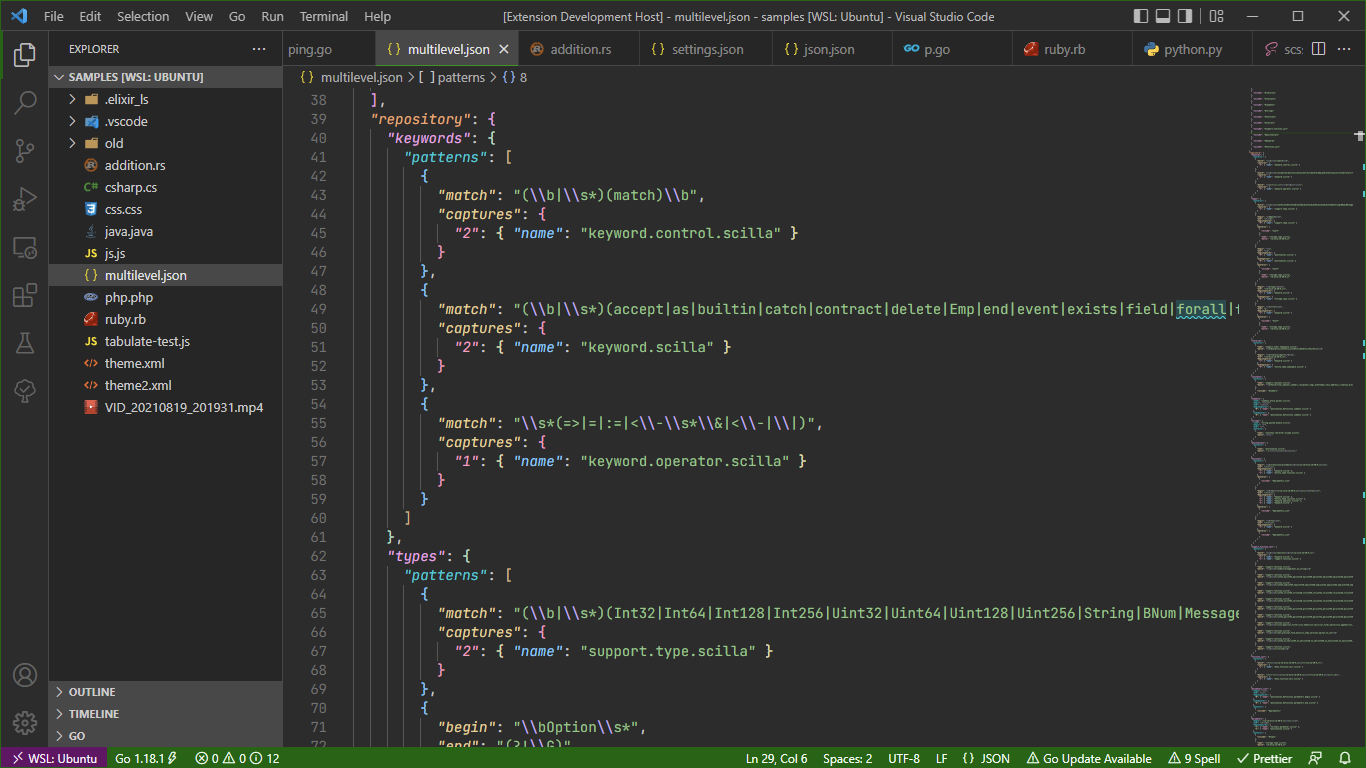 File Edit Selection View Go Run Terminal Help [Extension Development Host] - multilevel.json - samples [WSL: Ubuntu] - Visual Studio Code
EXPLORER
SAMPLES [WSL: UBUNTU]
.elixir_ls
.vscode
old
addition.rs
csharp.cs
css.css
java.java
js.js
multilevel.json
php.php
ruby.rb
tabulate-test.js
theme.xml
theme2.xml
VID_20210819_201931.mp4
OUTLINE
TIMELINE
GO
ping.go multilevel.json addition.rs settings.json json.json p.go ruby.rb python.py scs
multilevel.json > [ ] patterns > {} 8
38 ],
39 "repository": {
40 "keywords": {
41 "patterns": [
42 {
43 "match": "(\\b|\\s*)(match)\\b",
44 "captures": {
45 "2": { "name": "keyword.control.scilla" }
46 }
47 },
48 {
49 "match": "(\\b|\\s*)(accept|as|builtin|catch|contract|delete|Emp|end|event|exists|field|forall|
50 "captures": {
51 "2": { "name": "keyword.scilla" }
52 }
53 },
54 {
55 "match": "\\s*(=>|=|:=|<\\-\\s*\\&|<\\-|\\|)",
56 "captures": {
57 "1": { "name": "keyword.operator.scilla" }
58 }
59 }
60 ]
61 },
62 "types": {
63 "patterns": [
64 {
65 "match": "(\\b|\\s*)(Int32|Int64|Int128|Int256|Uint32|Uint64|Uint128|Uint256|String|BNum|Message
66 "captures": {
67 "2": { "name": "support.type.scilla" }
68 }
69 },
70 {
71 "begin": "\\bOption\\s*",
72 "end":
WSL: Ubuntu Go 1.18.1 0 0 12 Ln 29, Col 6 Spaces: 2 UTF-8 LF {} JSON Go Update Available 9 Spell Prettier